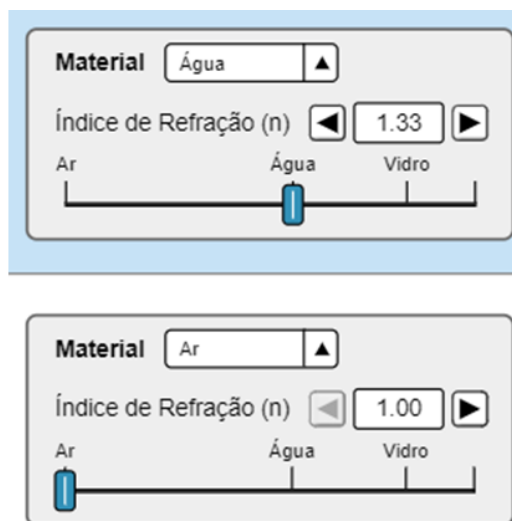 Material Água
Índice de Refração (n) 1.33
Ar Água Vidro
Material Ar
Índice de Refração (n) 1.00
Ar Água Vidro